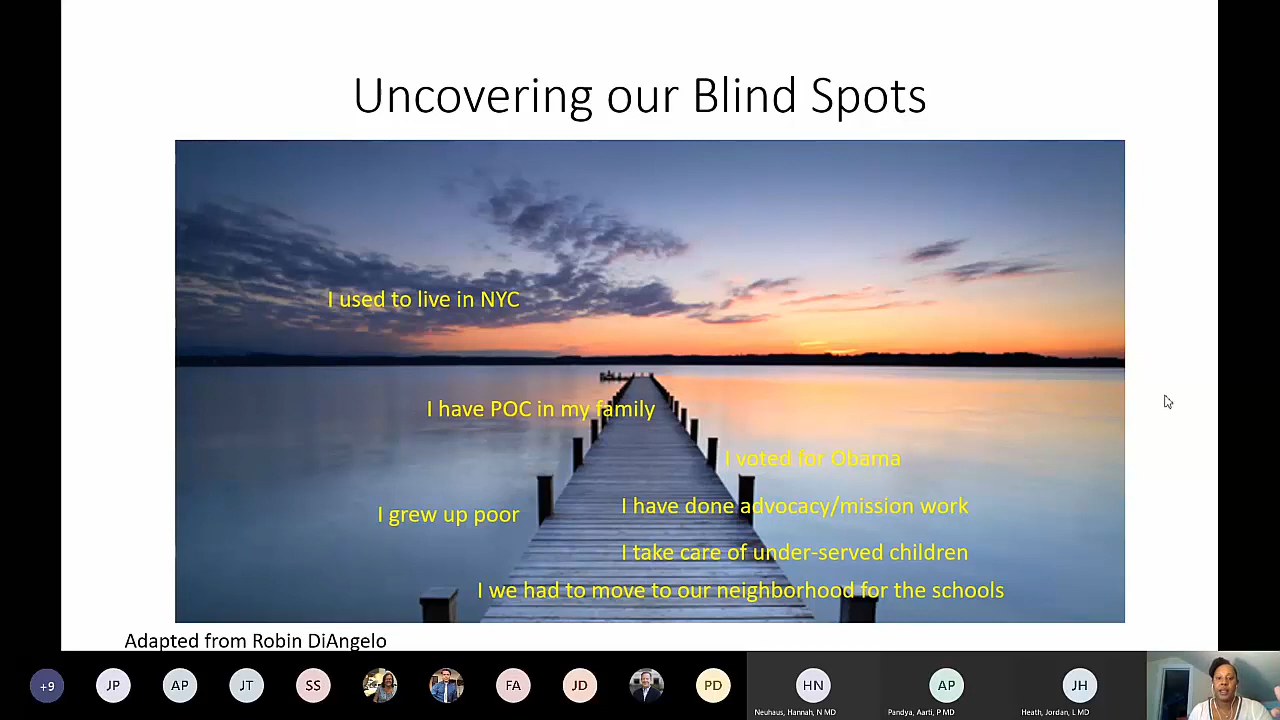 Uncovering our Blind Spots
I used to live in NYC
I have POC in my family
I voted for Obama
I have done advocacy/mission work
I grew up poor
I take care of under-served children
I we had to move to our neighborhood for the schools
Adapted from Robin DiAngelo
+9
JP
AP
JT
SS
FA
JD
PD
HN
AP
JH
Neuhaus, Hannah, N MD
Pandya, Aarti, P MD
Heath, Jordan, L MD